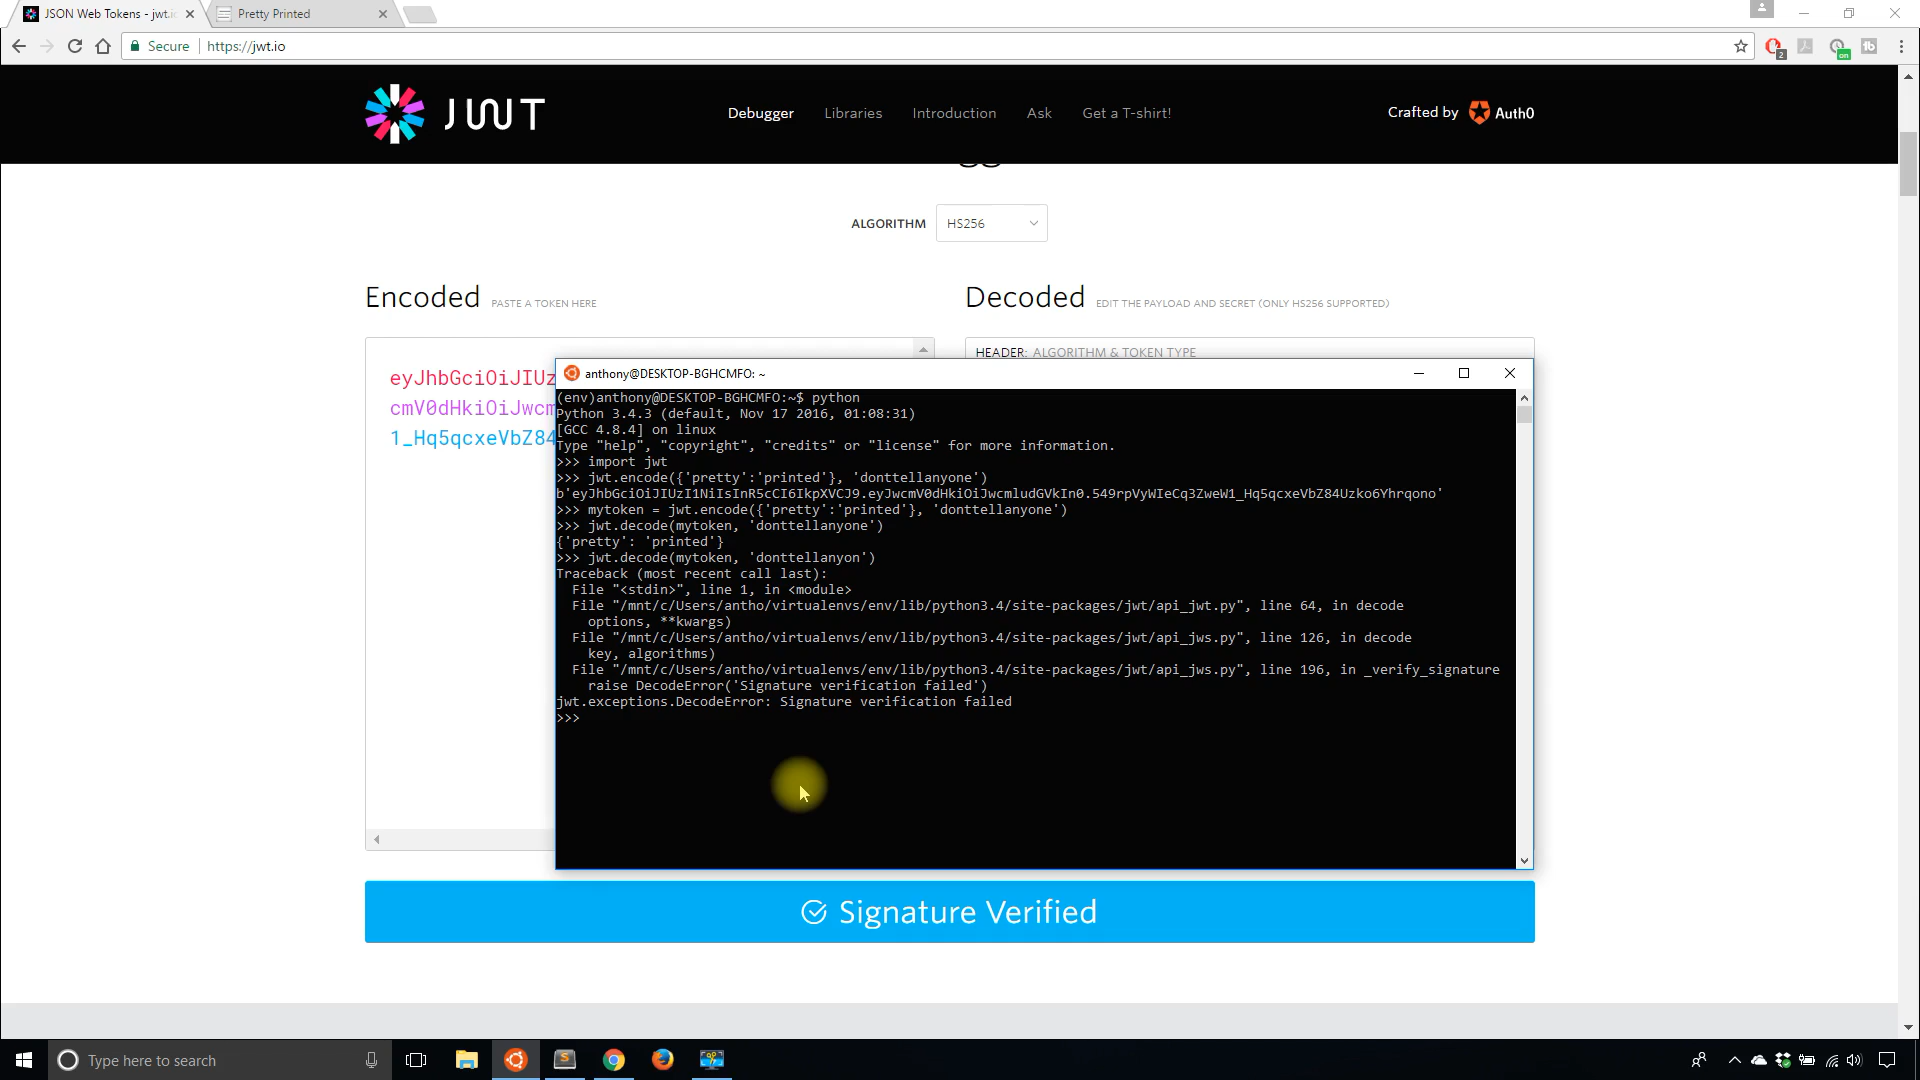 JSON Web Tokens - jwt.i
Pretty Printed
Secure
https://jwt.io
2
on
JWT
Debugger
Libraries
Introduction
Ask
Get a T-shirt!
Crafted by
Auth0
ALGORITHM
HS256
Encoded
PASTE A TOKEN HERE
Decoded
EDIT THE PAYLOAD AND SECRET (ONLY HS256 SUPPORTED)
HEADER: ALGORITHM & TOKEN TYPE
eyJhbGciOiJIUz
cmV0dHkiOiJwcm
1_Hq5qcxeVbZ84
anthony@DESKTOP-BGHCMFO: ~
(env)anthony@DESKTOP-BGHCMFO:~$ python
Python 3.4.3 (default, Nov 17 2016, 01:08:31)
[GCC 4.8.4] on linux
Type "help", "copyright", "credits" or "license" for more information.
>>> import jwt
>>> jwt.encode({'pretty':'printed'}, 'donttellanyone')
b'eyJhbGciOiJIUzI1NiIsInR5cCI6IkpXVCJ9.eyJwcmV0dHkiOiJwcmludGVkIn0.549rpVyWIeCq3ZweW1_Hq5qcxeVbZ84Uzko6Yhrqono'
>>> mytoken = jwt.encode({'pretty':'printed'}, 'donttellanyone')
>>> jwt.decode(mytoken, 'donttellanyone')
{'pretty': 'printed'}
>>> jwt.decode(mytoken, 'donttellanyon')
Traceback (most recent call last):
File "<stdin>", line 1, in <module>
File "/mnt/c/Users/antho/virtualenvs/env/lib/python3.4/site-packages/jwt/api_jwt.py", line 64, in decode
options, **kwargs)
File "/mnt/c/Users/antho/virtualenvs/env/lib/python3.4/site-packages/jwt/api_jws.py", line 126, in decode
key, algorithms)
File "/mnt/c/Users/antho/virtualenvs/env/lib/python3.4/site-packages/jwt/api_jws.py", line 196, in _verify_signature
raise DecodeError('Signature verification failed')
jwt.exceptions.DecodeError: Signature verification failed
>>>
Signature Verified
Type here to search